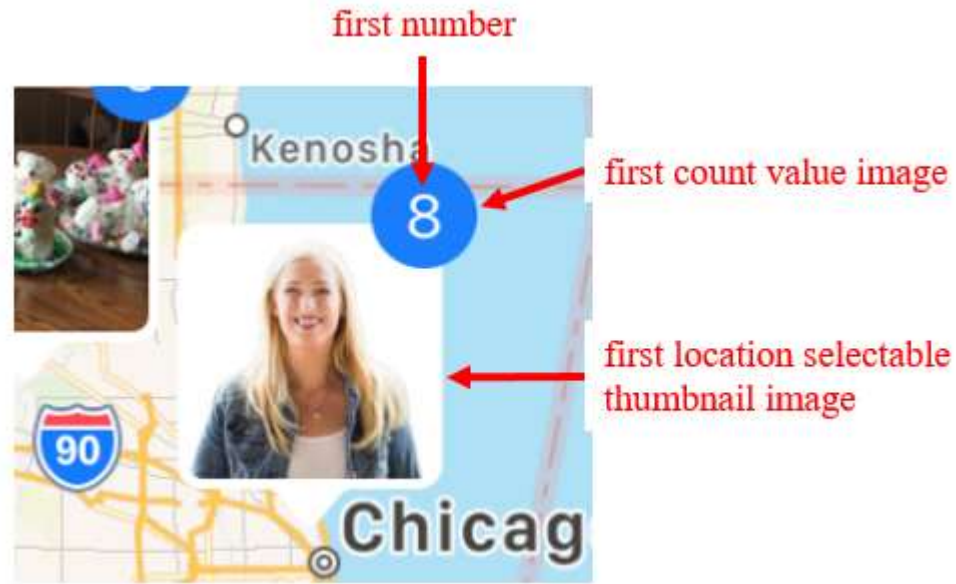 first number
Kenosha
8
first count value image
first location selectable
thumbnail image
90
Chicag